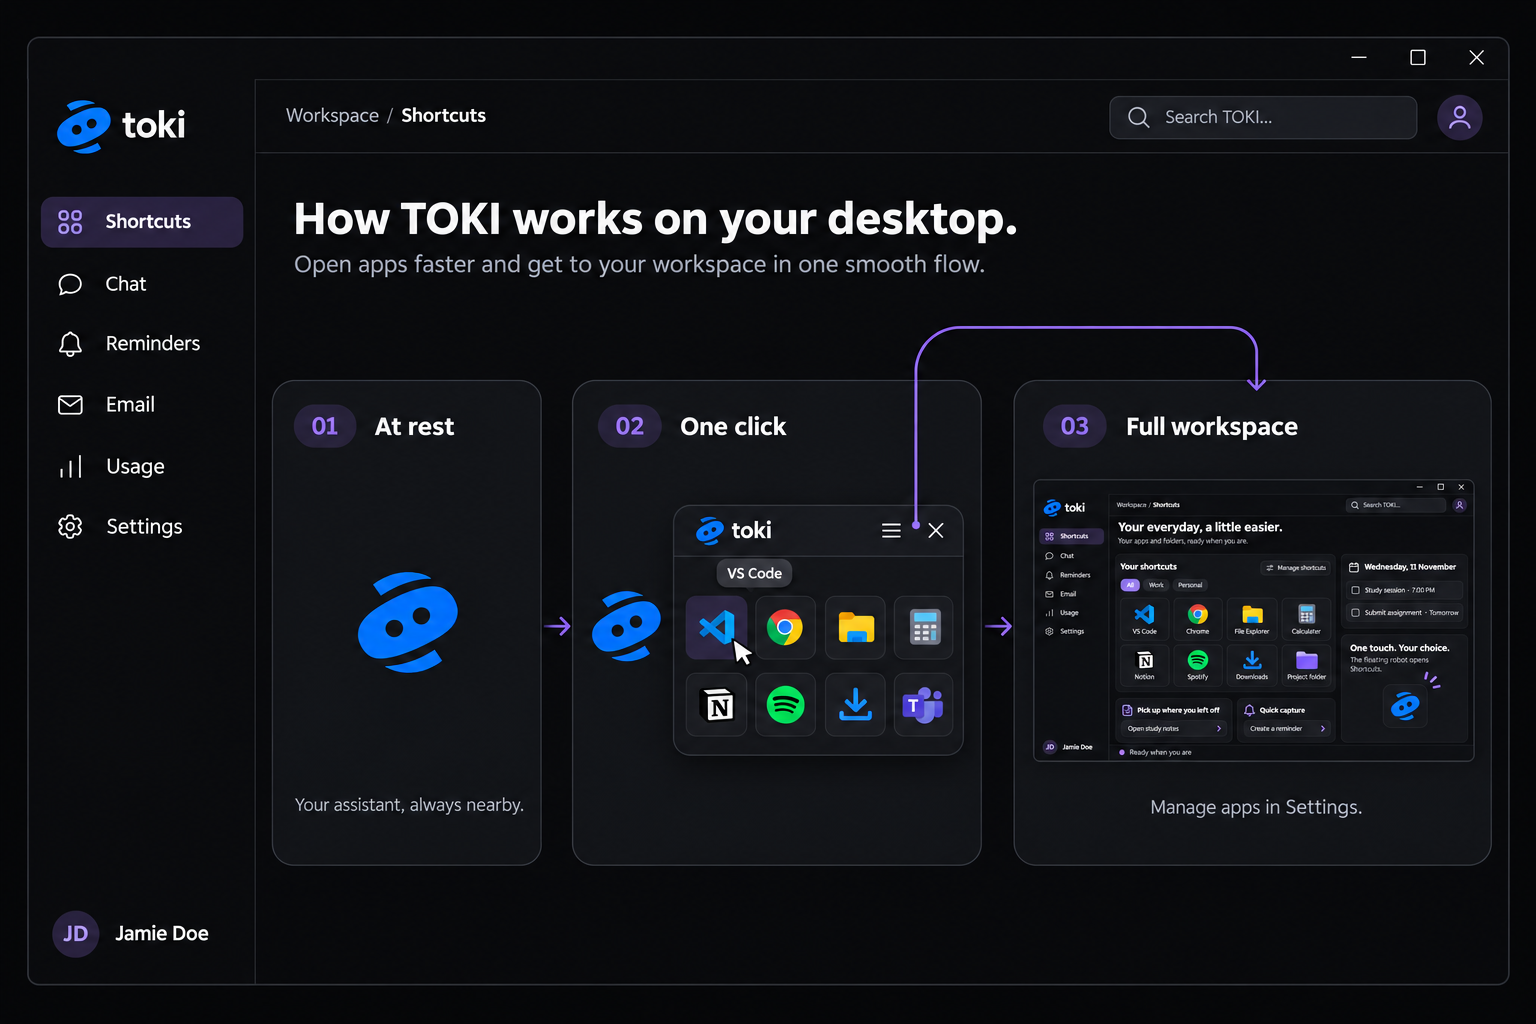 toki
Workspace / Shortcuts
Search TOKI...
Shortcuts
Chat
Reminders
Email
Usage
Settings
JD
Jamie Doe
How TOKI works on your desktop.
Open apps faster and get to your workspace in one smooth flow.
01
At rest
Your assistant, always nearby.
02
One click
toki
VS Code
N
T
03
Full workspace
toki
Workspace / Shortcuts
Search TOKI...
Shortcuts
Chat
Reminders
Email
Usage
Settings
JD
Jamie Doe
Your everyday, a little easier.
Your apps and folders, ready when you are.
Your shortcuts
Manage shortcuts
All
Work
Personal
VS Code
Chrome
File Explorer
Calculater
N
Notion
Spotify
Downloads
Project folder
Pick up where you left off
Open study notes
Quick capture
Create a reminder
Ready when you are
Wednesday, 11 November
Study session · 7:00 PM
Submit assignment · Tomorrow
One touch. Your choice.
The floating robot opens
Shortcuts.
Manage apps in Settings.